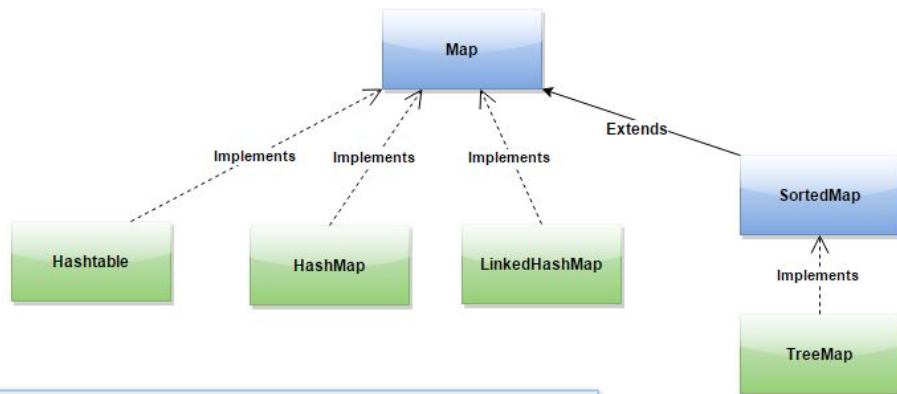 Map
Extends
Implements
Implements
Implements
SortedMap
Hashtable
HashMap
LinkedHashMap
Implements
TreeMap